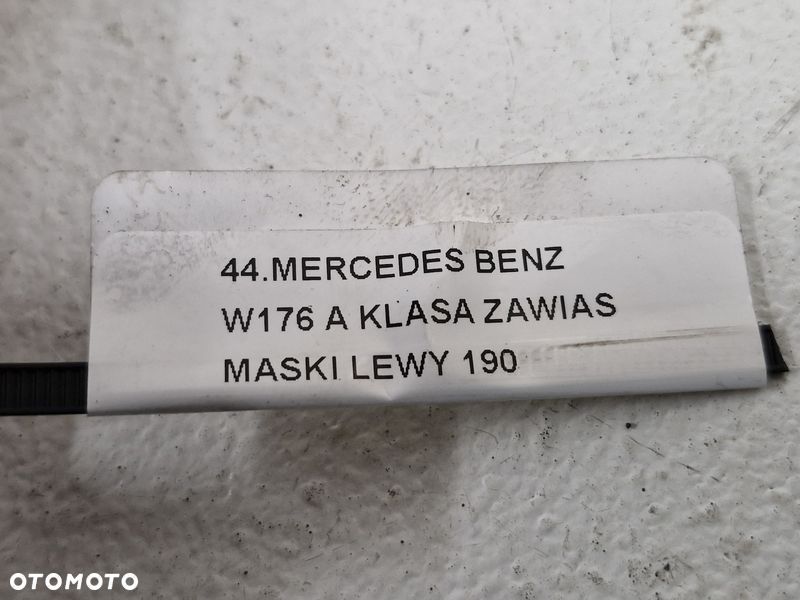 44.MERCEDES BENZ
W176 A KLASA ZAWIAS
MASKI LEWY 190
OTOMOTO